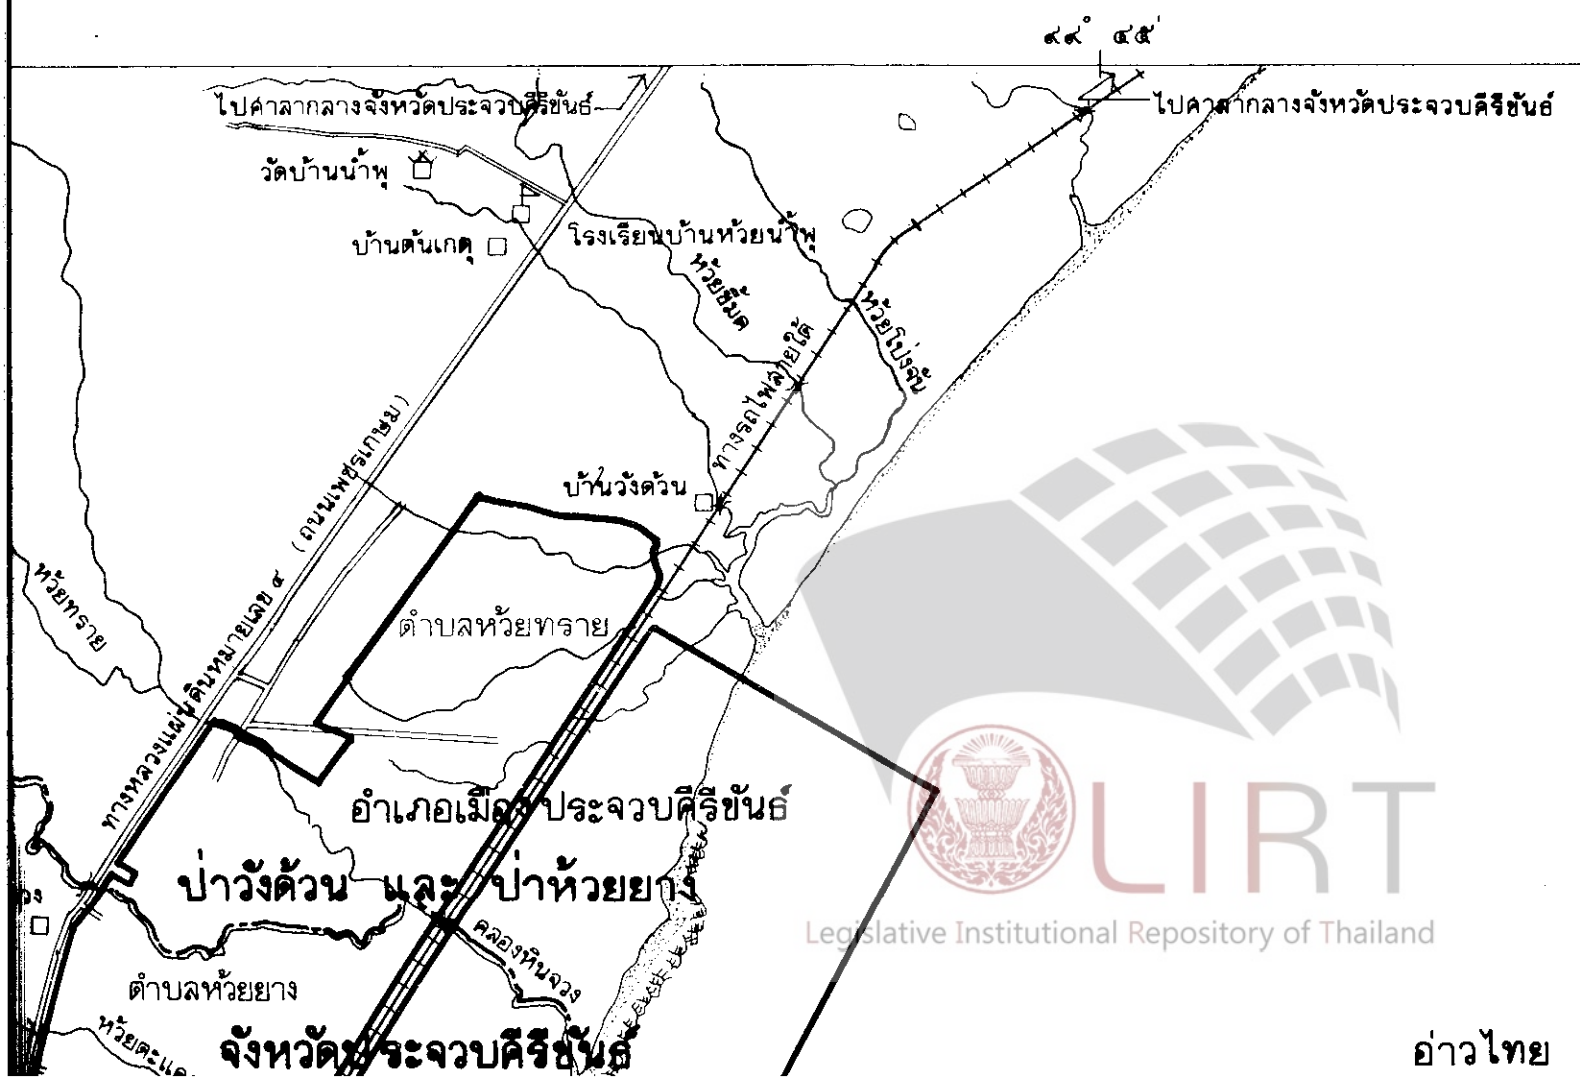 ๙๙° ๔๕'
ไปศาลากลางจังหวัดประจวบคีรีขันธ์
ไปศาลากลางจังหวัดประจวบคีรีขันธ์
วัดบ้านน้ำพุ
บ้านต้นเกตุ
โรงเรียนบ้านห้วยน้ำพุ
ห้วยขี้มด
ห้วยโป่งจัน
ทางรถไฟสายใต้
บ้านวังด้วน
ทางหลวงแผ่นดินหมายเลข ๔ (ถนนเพชรเกษม)
ห้วยทราย
ตำบลห้วยทราย
อำเภอเมืองประจวบคีรีขันธ์
ป่าวังด้วน และ ป่าห้วยยาง
คลองหินจวง
ตำบลห้วยยาง
จังหวัดประจวบคีรีขันธ์
อ่าวไทย
LIRT
Legislative Institutional Repository of Thailand